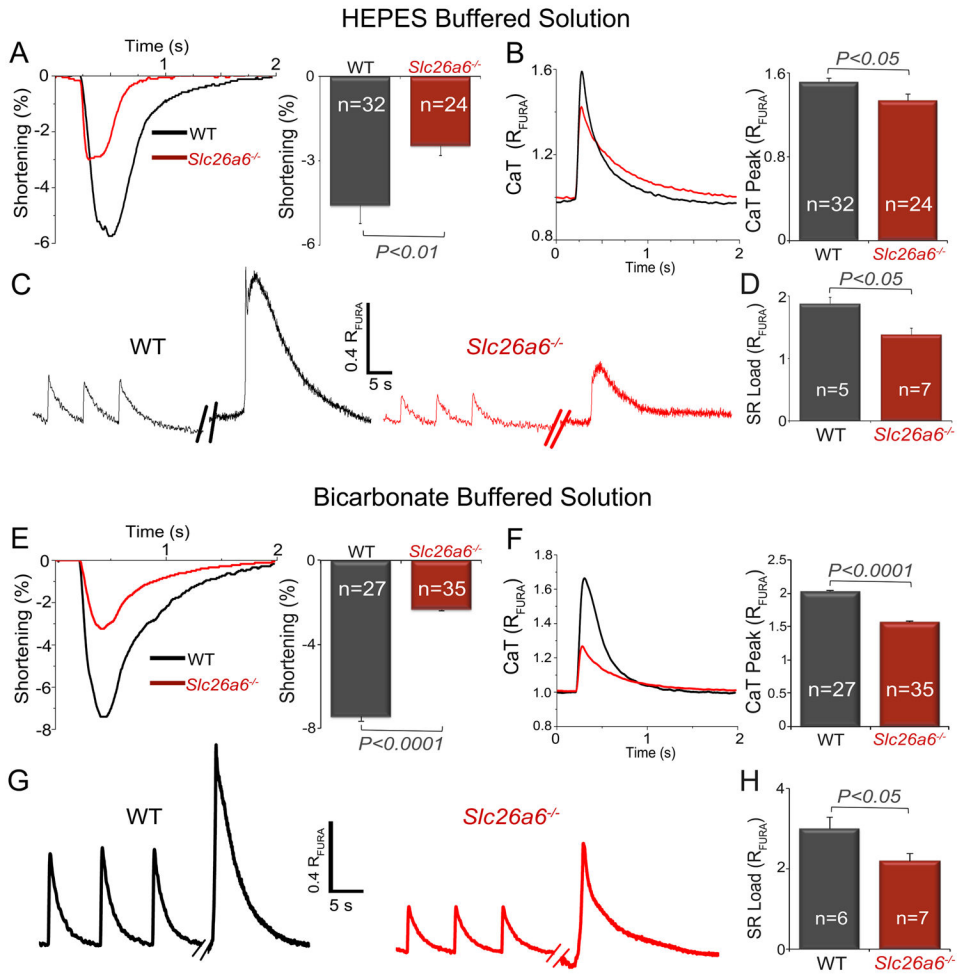 HEPES Buffered Solution
A
Time (s)
0 1 2
0
-2
-4
-6
Shortening (%)
WT
Slc26a6-/-
WT Slc26a6-/-
0
-3
-6
Shortening (%)
n=32 n=24
P<0.01
B
1.6
1.4
1.2
1.0
0.8
CaT (RFURA)
0 1 2
Time (s)
P<0.05
1.6
.8
0
CaT Peak (RFURA)
n=32 n=24
WT Slc26a6-/-
C
WT
0.4 RFURA
5 s
Slc26a6-/-
D
P<0.05
2
1
0
SR Load (RFURA)
n=5 n=7
WT Slc26a6-/-
Bicarbonate Buffered Solution
E
Time (s)
0 1 2
0
-2
-4
-6
-8
Shortening (%)
WT
Slc26a6-/-
WT Slc26a6-/-
0
-2
-4
-6
-8
Shortening (%)
n=27 n=35
P<0.0001
F
1.8
1.6
1.4
1.2
1.0
0.8
CaT (RFURA)
0 1 2
Time (s)
P<0.0001
2.5
2
1.5
1
0.5
0
CaT Peak (RFURA)
n=27 n=35
WT Slc26a6-/-
G
WT
0.4 RFURA
5 s
Slc26a6-/-
H
P<0.05
4
2
0
SR Load (RFURA)
n=6 n=7
WT Slc26a6-/-